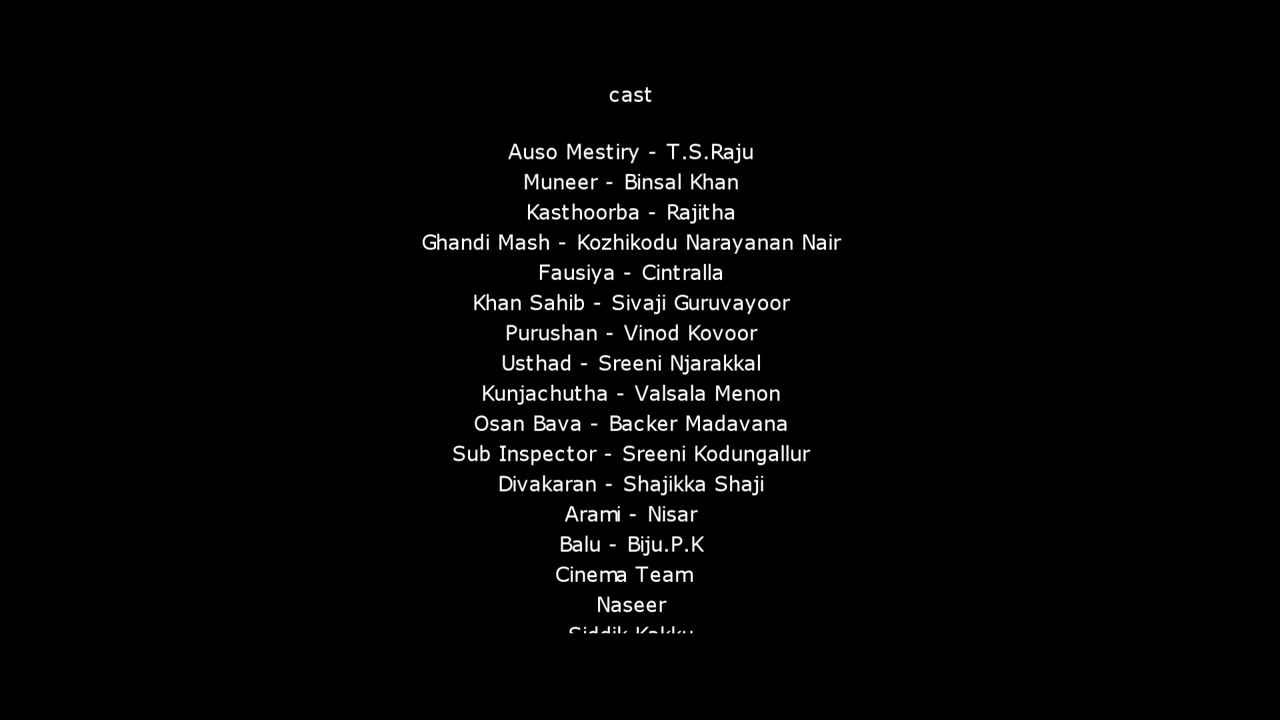 cast
Auso Mestiry - T.S.Raju
Muneer - Binsal Khan
Kasthoorba - Rajitha
Ghandi Mash - Kozhikodu Narayanan Nair
Fausiya - Cintralla
Khan Sahib - Sivaji Guruvayoor
Purushan - Vinod Kovoor
Usthad - Sreeni Njarakkal
Kunjachutha - Valsala Menon
Osan Bava - Backer Madavana
Sub Inspector - Sreeni Kodungallur
Divakaran - Shajikka Shaji
Arami - Nisar
Balu - Biju.P.K
Cinema Team
Naseer
Siddik Kakku